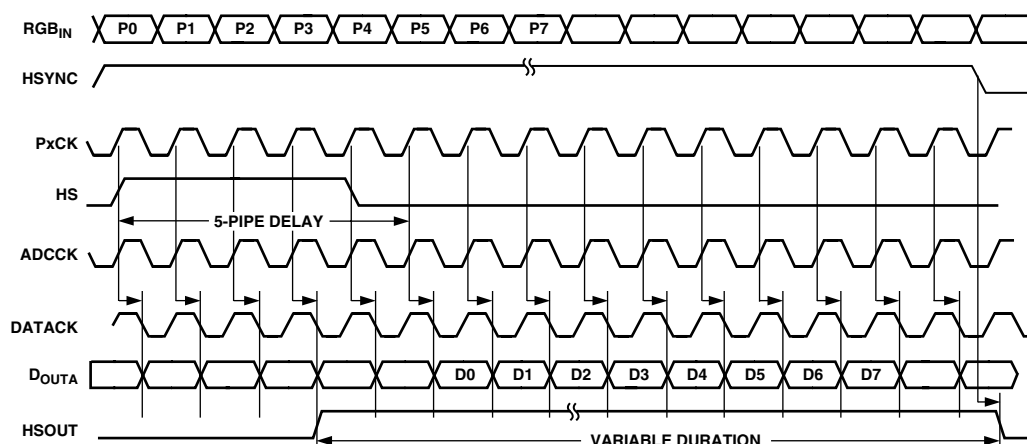 RGBIN P0 P1 P2 P3 P4 P5 P6 P7
HSYNC
PxCK
HS
5-PIPE DELAY
ADCCK
DATACK
DOUTA D0 D1 D2 D3 D4 D5 D6 D7
HSOUT
VARIABLE DURATION